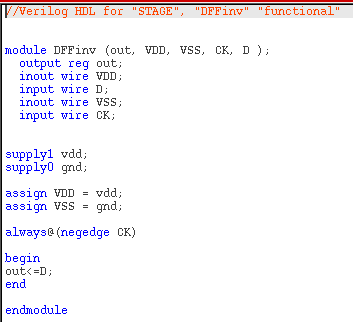 //Verilog HDL for "STAGE", "DFFinv" "functional"
module DFFinv (out, VDD, VSS, CK, D );
output reg out;
inout wire VDD;
input wire D;
inout wire VSS;
input wire CK;
supply1 vdd;
supply0 gnd;
assign VDD = vdd;
assign VSS = gnd;
always@(negedge CK)
begin
out<=D;
end
endmodule